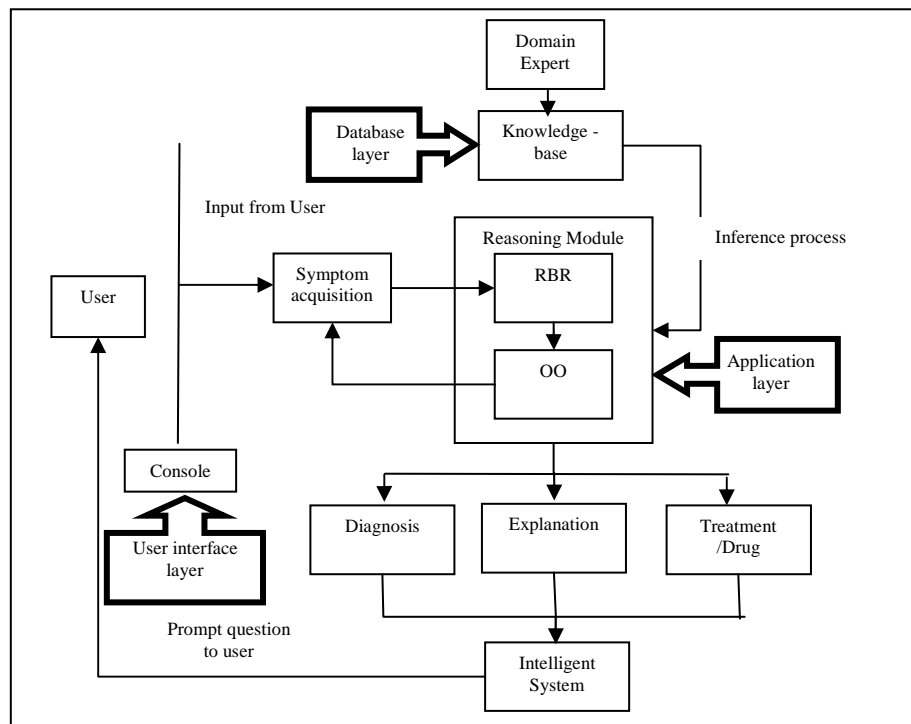 Domain
Expert
Database
layer
Knowledge -
base
Input from User
Reasoning Module
Inference process
Symptom
acquisition
RBR
User
OO
Application
layer
Console
Diagnosis
Explanation
Treatment
/Drug
User interface
layer
Prompt question
to user
Intelligent
System